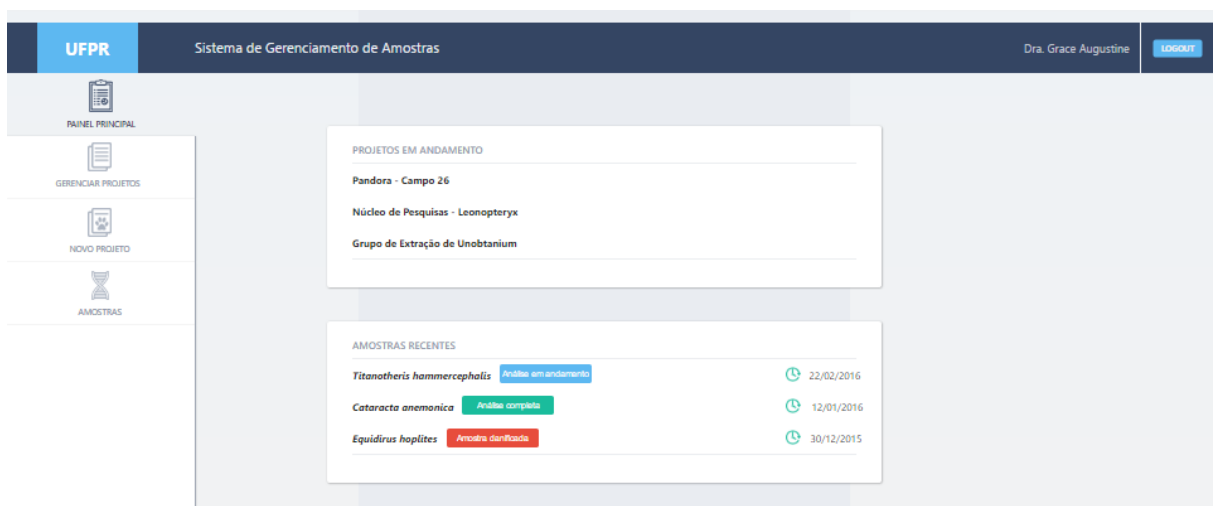 UFPR Sistema de Gerenciamento de Amostras Dra. Grace Augustine LOGOUT
PAINEL PRINCIPAL
GERENCIAR PROJETOS
NOVO PROJETO
AMOSTRAS
PROJETOS EM ANDAMENTO
Pandora - Campo 26
Núcleo de Pesquisas - Leonopteryx
Grupo de Extração de Unobtanium
AMOSTRAS RECENTES
Titanotheris hammercephalis Análise em andamento 22/02/2016
Cataracta anemonica Análise completa 12/01/2016
Equidirus hoplites Amostra danificada 30/12/2015